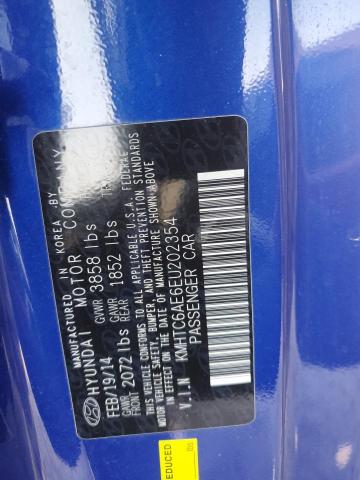 MANUFACTURED IN KOREA BY
HYUNDAI MOTOR COMPANY
FEB/19/14 GVWR 3858 lbs
GAWR FRONT 2072 lbs GAWR REAR 1852 lbs
THIS VEHICLE CONFORMS TO ALL APPLICABLE U.S.A. FEDERAL
MOTOR VEHICLE SAFETY, BUMPER, AND THEFT PREVENTION STANDARDS
IN EFFECT ON THE DATE OF MANUFACTURE SHOWN ABOVE
V.I.N KMHTC6AE6EU202354
PASSENGER CAR
EDUCED
lbs